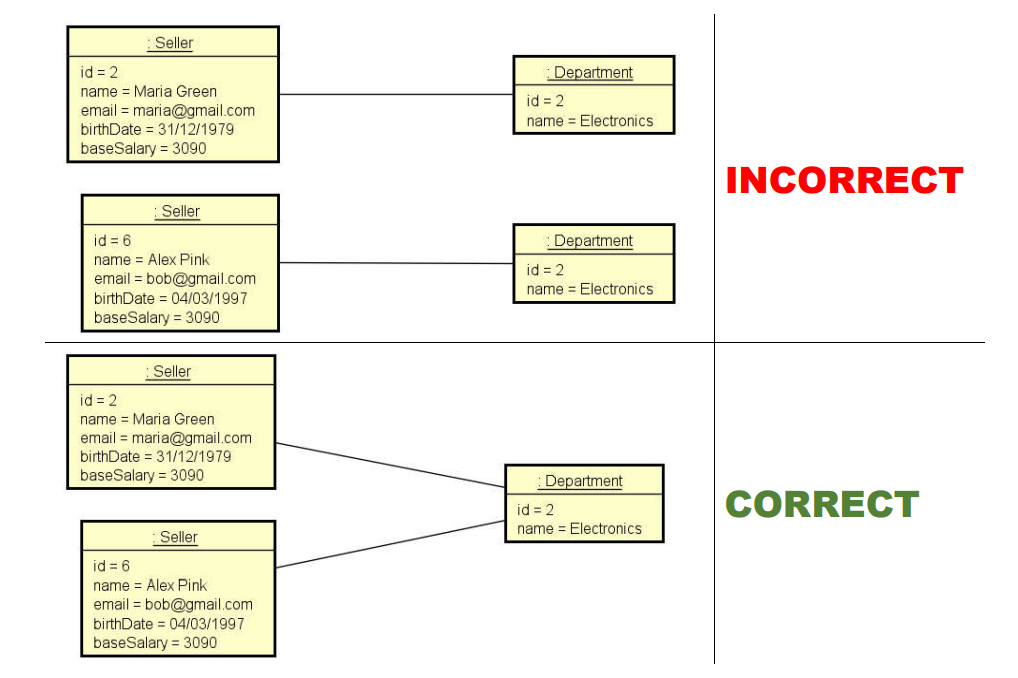 : Seller
id = 2
name = Maria Green
email = maria@gmail.com
birthDate = 31/12/1979
baseSalary = 3090
: Department
id = 2
name = Electronics
: Seller
id = 6
name = Alex Pink
email = bob@gmail.com
birthDate = 04/03/1997
baseSalary = 3090
: Department
id = 2
name = Electronics
INCORRECT
: Seller
id = 2
name = Maria Green
email = maria@gmail.com
birthDate = 31/12/1979
baseSalary = 3090
: Seller
id = 6
name = Alex Pink
email = bob@gmail.com
birthDate = 04/03/1997
baseSalary = 3090
: Department
id = 2
name = Electronics
CORRECT